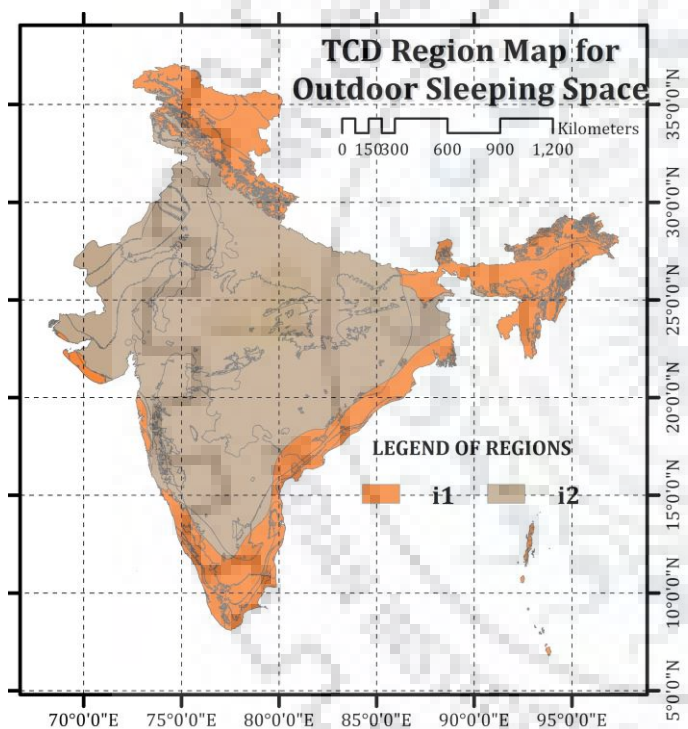 TCD Region Map for
Outdoor Sleeping Space
Kilometers
0 150300 600 900 1,200
35°0'0"N
30°0'0"N
25°0'0"N
20°0'0"N
LEGEND OF REGIONS
i1 i2
15°0'0"N
10°0'0"N
5°0'0"N
70°0'0"E 75°0'0"E 80°0'0"E 85°0'0"E 90°0'0"E 95°0'0"E